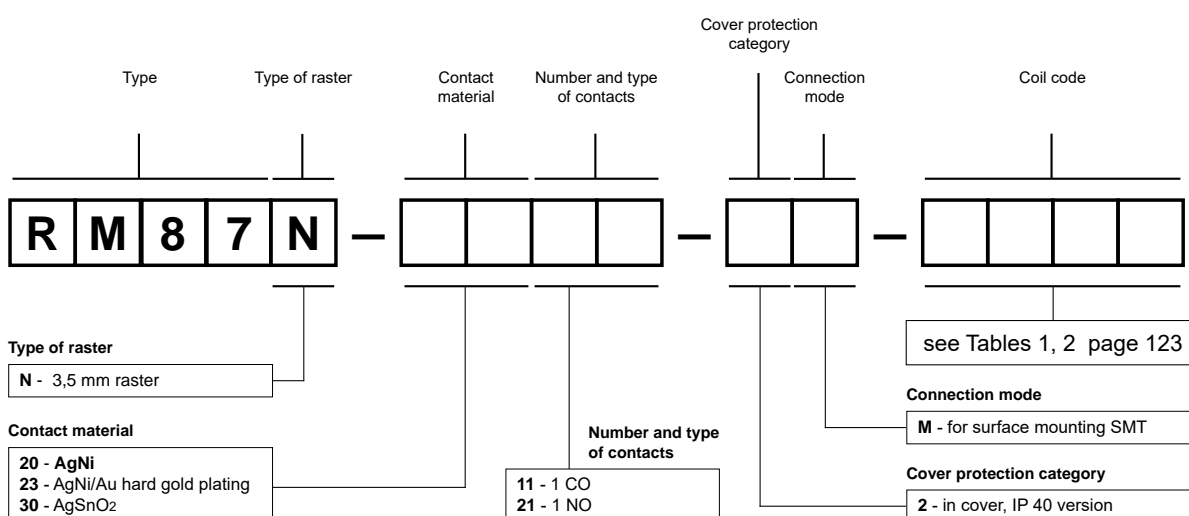 Cover protection
category
Type
Type of raster
Contact
material
Number and type
of contacts
Connection
mode
Coil code
R M 8 7 N – – –
see Tables 1, 2 page 123
Type of raster
N - 3,5 mm raster
Connection mode
M - for surface mounting SMT
Contact material
20 - AgNi
23 - AgNi/Au hard gold plating
30 - AgSnO2
Number and type
of contacts
11 - 1 CO
21 - 1 NO
Cover protection category
2 - in cover, IP 40 version